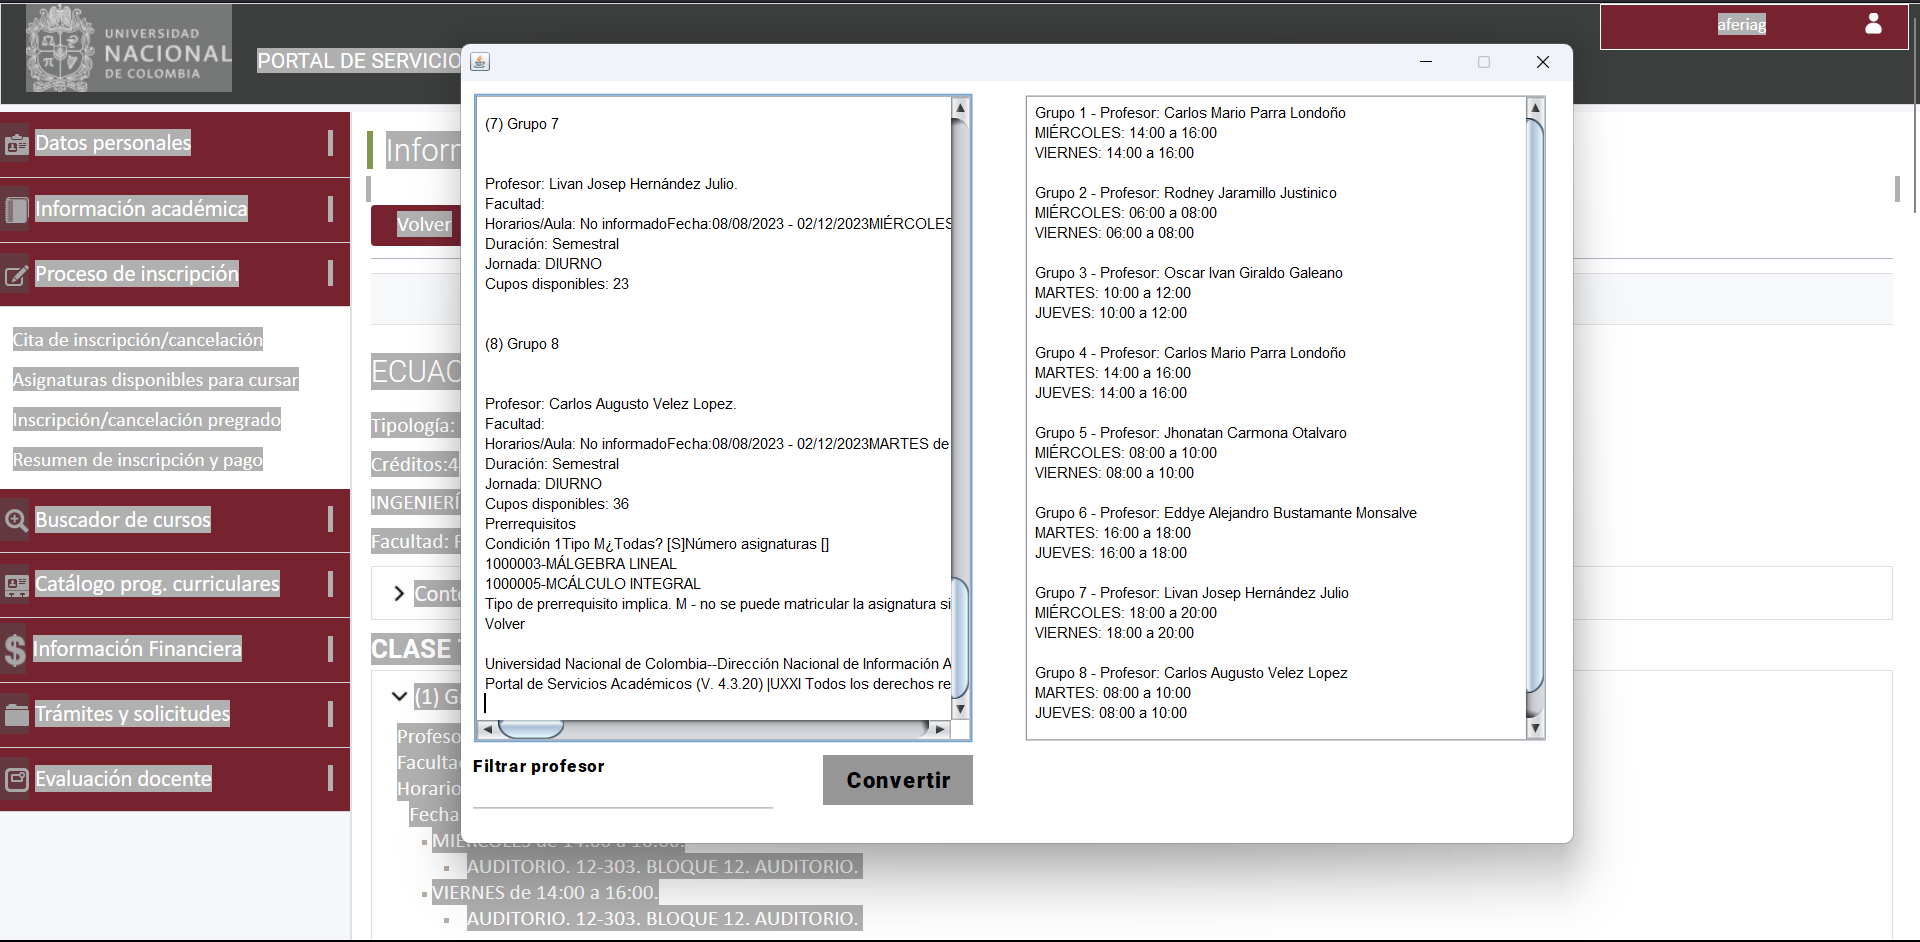 UNIVERSIDAD
NACIONAL
DE COLOMBIA
PORTAL DE SERVICIO
aferiag
Datos personales
Información académica
Proceso de inscripción
Cita de inscripción/cancelación
Asignaturas disponibles para cursar
Inscripción/cancelación pregrado
Resumen de inscripción y pago
Buscador de cursos
Catálogo prog. curriculares
Información Financiera
Trámites y solicitudes
Evaluación docente
Infor
Volver
ECUAC
Tipología:
Créditos:4
INGENIERÍ
Facultad: F
Conte
CLASE
(1) G
Profeso
Faculta
Horario
Fecha
MIÉRCOLES de 14:00 a 16:00.
AUDITORIO. 12-303. BLOQUE 12. AUDITORIO.
VIERNES de 14:00 a 16:00.
AUDITORIO. 12-303. BLOQUE 12. AUDITORIO.
(7) Grupo 7
Profesor: Livan Josep Hernández Julio.
Facultad:
Horarios/Aula: No informadoFecha:08/08/2023 - 02/12/2023MIÉRCOLES
Duración: Semestral
Jornada: DIURNO
Cupos disponibles: 23
(8) Grupo 8
Profesor: Carlos Augusto Velez Lopez.
Facultad:
Horarios/Aula: No informadoFecha:08/08/2023 - 02/12/2023MARTES de
Duración: Semestral
Jornada: DIURNO
Cupos disponibles: 36
Prerrequisitos
Condición 1Tipo M¿Todas? [S]Número asignaturas []
1000003-MÁLGEBRA LINEAL
1000005-MCÁLCULO INTEGRAL
Tipo de prerrequisito implica. M - no se puede matricular la asignatura si
Volver
Universidad Nacional de Colombia--Dirección Nacional de Información A
Portal de Servicios Académicos (V. 4.3.20) |UXXI Todos los derechos re
Filtrar profesor
Convertir
Grupo 1 - Profesor: Carlos Mario Parra Londoño
MIÉRCOLES: 14:00 a 16:00
VIERNES: 14:00 a 16:00
Grupo 2 - Profesor: Rodney Jaramillo Justinico
MIÉRCOLES: 06:00 a 08:00
VIERNES: 06:00 a 08:00
Grupo 3 - Profesor: Oscar Ivan Giraldo Galeano
MARTES: 10:00 a 12:00
JUEVES: 10:00 a 12:00
Grupo 4 - Profesor: Carlos Mario Parra Londoño
MARTES: 14:00 a 16:00
JUEVES: 14:00 a 16:00
Grupo 5 - Profesor: Jhonatan Carmona Otalvaro
MIÉRCOLES: 08:00 a 10:00
VIERNES: 08:00 a 10:00
Grupo 6 - Profesor: Eddye Alejandro Bustamante Monsalve
MARTES: 16:00 a 18:00
JUEVES: 16:00 a 18:00
Grupo 7 - Profesor: Livan Josep Hernández Julio
MIÉRCOLES: 18:00 a 20:00
VIERNES: 18:00 a 20:00
Grupo 8 - Profesor: Carlos Augusto Velez Lopez
MARTES: 08:00 a 10:00
JUEVES: 08:00 a 10:00